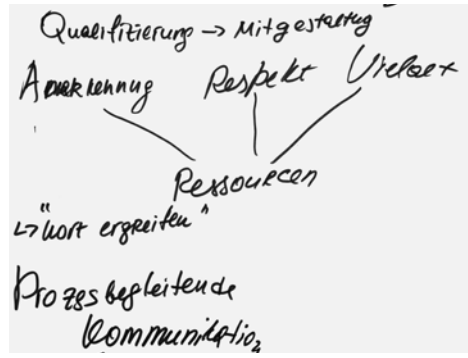 Qualifizierung → Mitgestaltung
Anerkennung Respekt Vielfalt
Ressourcen
↳ "Wort ergreifen"
Prozessbegleitende
Kommunikation